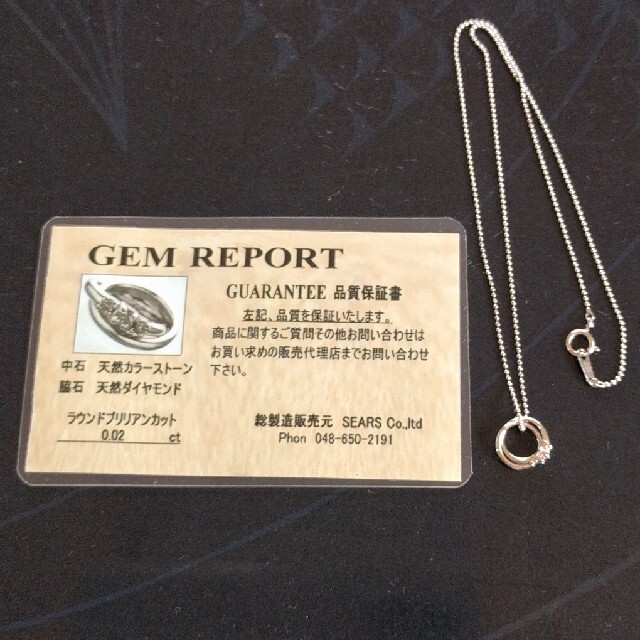 GEM REPORT
GUARANTEE 品質保証書
左記、品質を保証いたします。
商品に関するご質問その他お問い合わせは
お買い求めの販売代理店までお問い合わせ
下さい。
中石 天然カラーストーン
脇石 天然ダイヤモンド
ラウンドブリリアンカット
0.02 ct
総製造販売元 SEARS Co.,ltd
Phon 048-650-2191